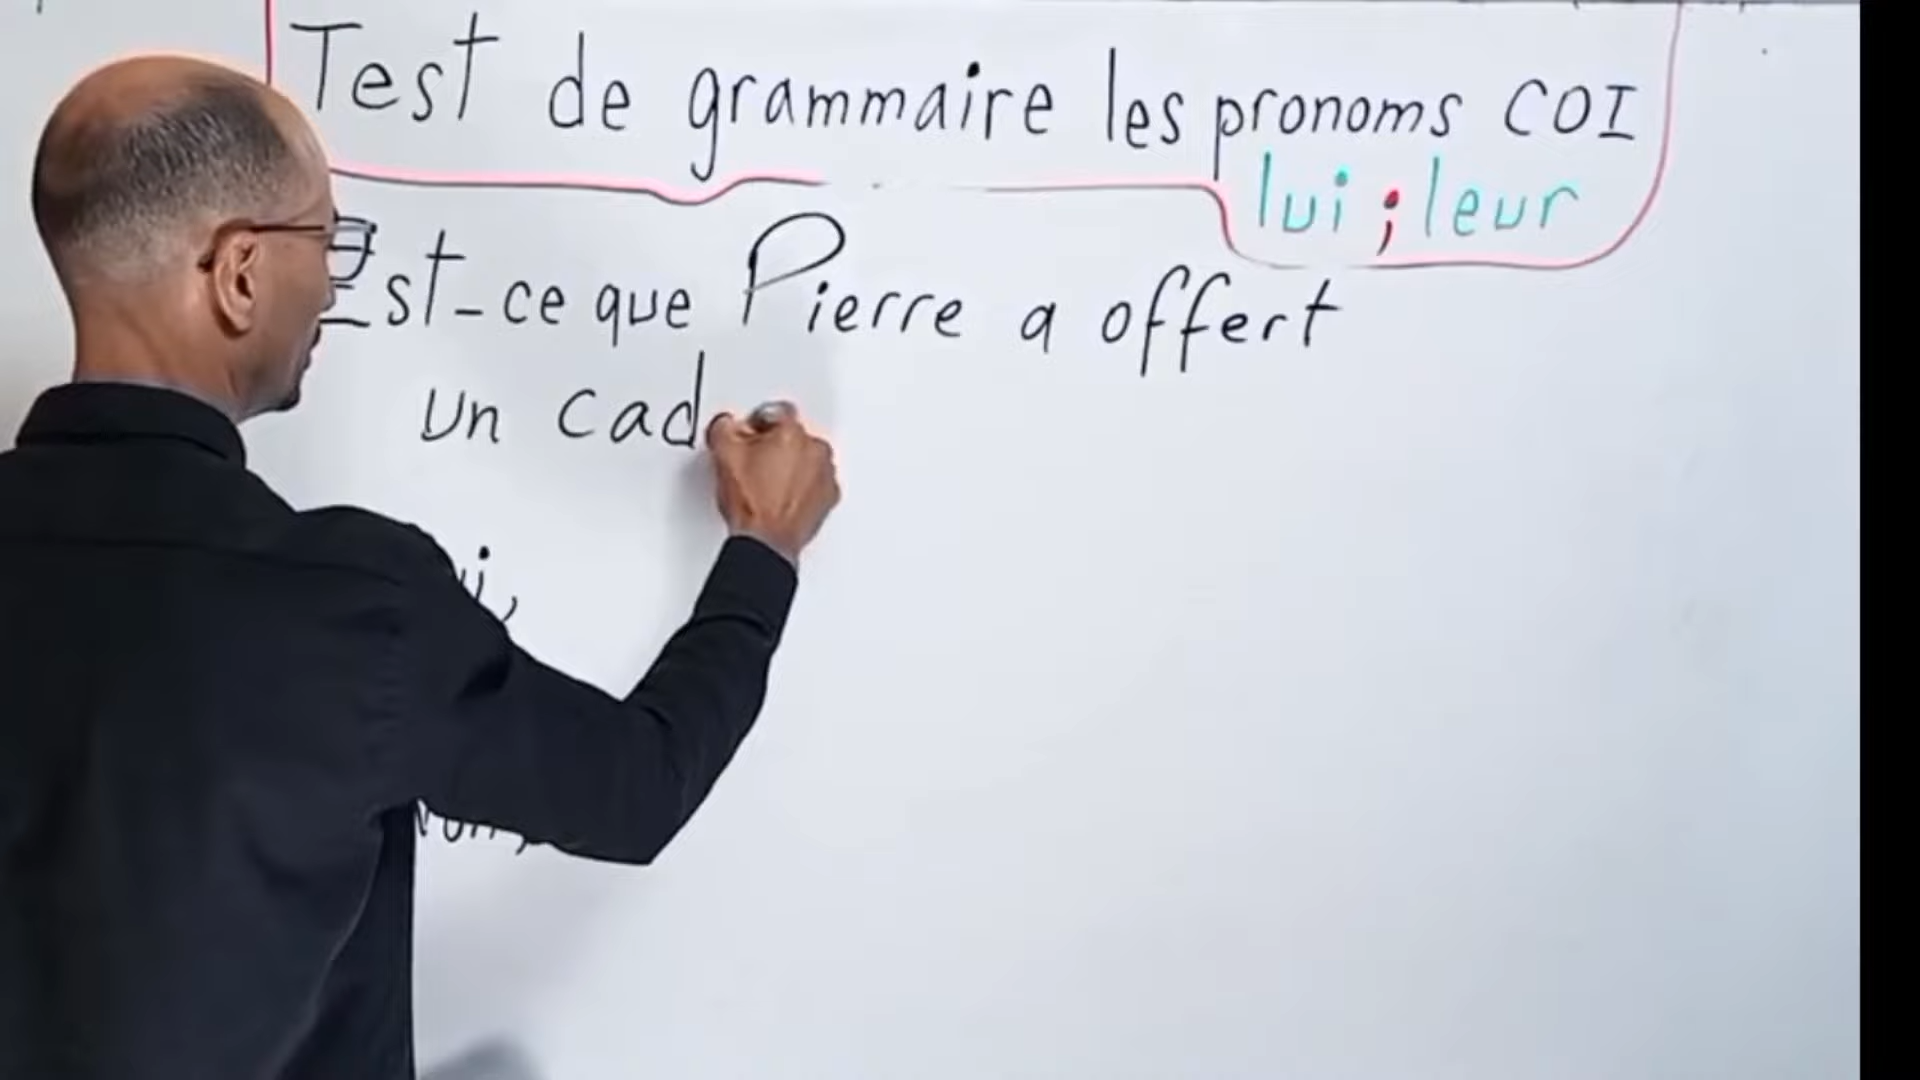 Test de grammaire les pronoms COI
lui ; leur
Est-ce que Pierre a offert
un cad